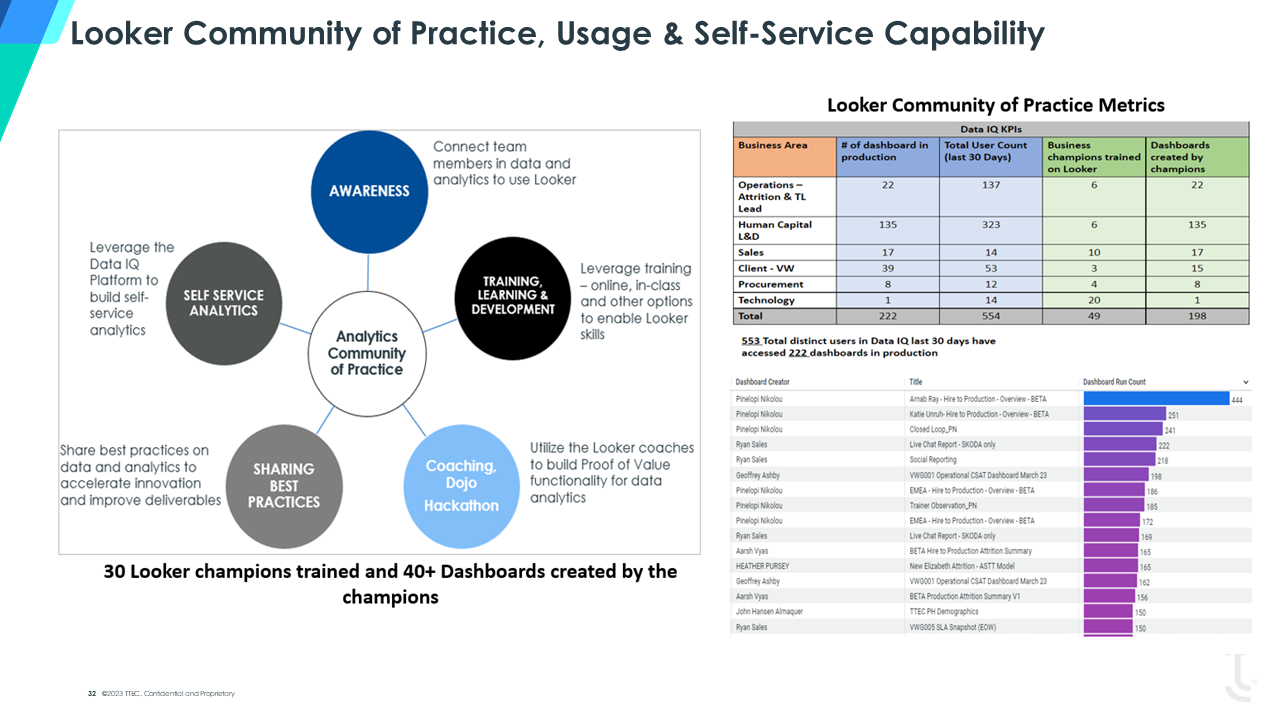 Looker Community of Practice, Usage & Self-Service Capability
AWARENESS
Connect team
members in data and
analytics to use Looker
TRAINING,
LEARNING &
DEVELOPMENT
Leverage training
– online, in-class
and other options
to enable Looker
skills
Leverage the
Data IQ
Platform to
build self-
service
analytics
SELF SERVICE
ANALYTICS
Analytics
Community
of Practice
Share best practices on
data and analytics to
accelerate innovation
and improve deliverables
SHARING
BEST
PRACTICES
Coaching,
Dojo
Hackathon
Utilize the Looker coaches
to build Proof of Value
functionality for data
analytics
30 Looker champions trained and 40+ Dashboards created by the
champions
Looker Community of Practice Metrics
Data IQ KPIs
Business Area # of dashboard in production Total User Count (last 30 Days) Business champions trained on Looker Dashboards created by champions
Operations – Attrition & TL Lead 22 137 6 22
Human Capital L&D 135 323 6 135
Sales 17 14 10 17
Client - VW 39 53 3 15
Procurement 8 12 4 8
Technology 1 14 20 1
Total 222 554 49 198
553 Total distinct users in Data IQ last 30 days have
accessed 222 dashboards in production
Dashboard Creator Title Dashboard Run Count
Pinelopi Nikolou Arnab Ray - Hire to Production - Overview - BETA 444
Pinelopi Nikolou Katie Unruh- Hire to Production - Overview - BETA 251
Pinelopi Nikolou Closed Loop_PN 241
Ryan Sales Live Chat Report - SKODA only 222
Ryan Sales Social Reporting 218
Geoffrey Ashby VWG001 Operational CSAT Dashboard March 23 198
Pinelopi Nikolou EMEA - Hire to Production - Overview - BETA 186
Pinelopi Nikolou Trainer Observation_PN 185
Pinelopi Nikolou EMEA - Hire to Production - Overview - BETA 172
Ryan Sales Live Chat Report - SKODA only 169
Aarsh Vyas BETA Hire to Production Attrition Summary 165
HEATHER PURSEY New Elizabeth Attrition - ASTT Model 165
Geoffrey Ashby VWG001 Operational CSAT Dashboard March 23 162
Aarsh Vyas BETA Production Attrition Summary V1 156
John Hansen Almaquer TTEC PH Demographics 150
Ryan Sales VWG005 SLA Snapshot (EOW) 150
32 ©2023 TTEC. Confidential and Proprietary